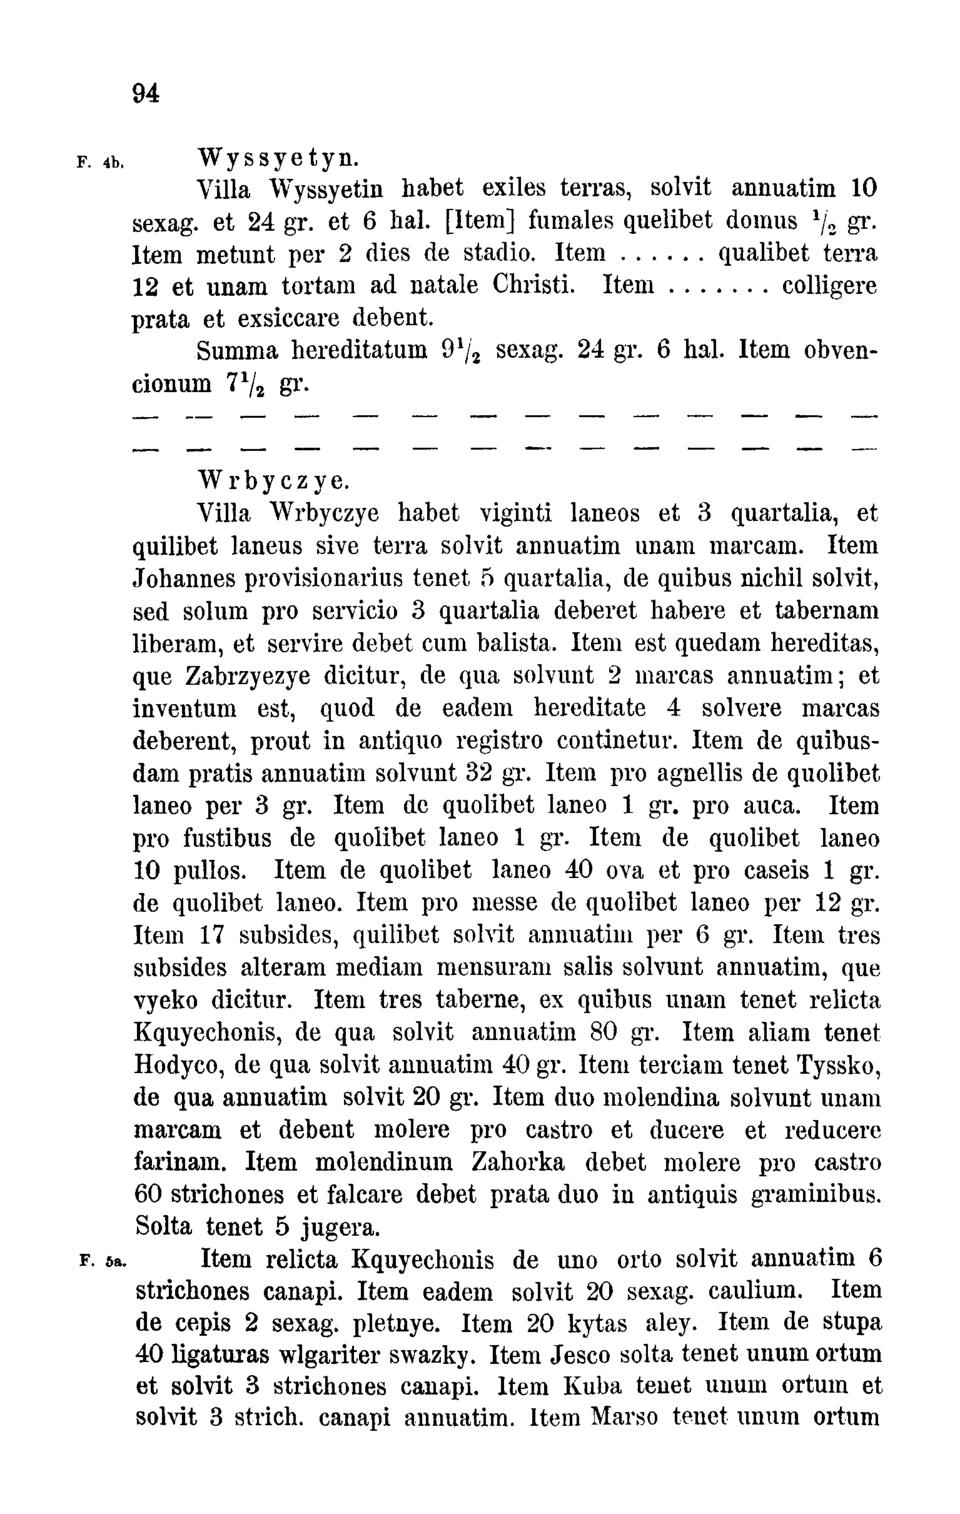 94
F. 4b. Wyssyetyn.
Villa Wyssyetin habet exiles terras, solvit annuatim 10
sexag. et 24 gr. et 6 hal. [Item] fumales quelibet domus 1/2 gr.
Item metunt per 2 dies de stadio. Item ...... qualibet terra
12 et unam tortam ad natale Christi. Item ....... colligere
prata et exsiccare debent.
Summa hereditatum 9 1/2 sexag. 24 gr. 6 hal. Item obven-
cionum 7 1/2 gr.
— — — — — — — — — — — — — —
— — — — — — — — — — — — — —
Wrbyczye.
Villa Wrbyczye habet viginti laneos et 3 quartalia, et
quilibet laneus sive terra solvit annuatim unam marcam. Item
Johannes provisionarius tenet 5 quartalia, de quibus nichil solvit,
sed solum pro servicio 3 quartalia deberet habere et tabernam
liberam, et servire debet cum balista. Item est quedam hereditas,
que Zabrzyezye dicitur, de qua solvunt 2 marcas annuatim; et
inventum est, quod de eadem hereditate 4 solvere marcas
deberent, prout in antiquo registro continetur. Item de quibus-
dam pratis annuatim solvunt 32 gr. Item pro agnellis de quolibet
laneo per 3 gr. Item de quolibet laneo 1 gr. pro auca. Item
pro fustibus de quolibet laneo 1 gr. Item de quolibet laneo
10 pullos. Item de quolibet laneo 40 ova et pro caseis 1 gr.
de quolibet laneo. Item pro messe de quolibet laneo per 12 gr.
Item 17 subsides, quilibet solvit annuatim per 6 gr. Item tres
subsides alteram mediam mensuram salis solvunt annuatim, que
vyeko dicitur. Item tres taberne, ex quibus unam tenet relicta
Kquyechonis, de qua solvit annuatim 80 gr. Item aliam tenet
Hodyco, de qua solvit annuatim 40 gr. Item terciam tenet Tyssko,
de qua annuatim solvit 20 gr. Item duo molendina solvunt unam
marcam et debent molere pro castro et ducere et reducere
farinam. Item molendinum Zahorka debet molere pro castro
60 strichones et falcare debet prata duo in antiquis graminibus.
Solta tenet 5 jugera.
F. 5a. Item relicta Kquyechonis de uno orto solvit annuatim 6
strichones canapi. Item eadem solvit 20 sexag. caulium. Item
de cepis 2 sexag. pletnye. Item 20 kytas aley. Item de stupa
40 ligaturas wlgariter swazky. Item Jesco solta tenet unum ortum
et solvit 3 strichones canapi. Item Kuba tenet unum ortum et
solvit 3 strich. canapi annuatim. Item Marso tenet unum ortum